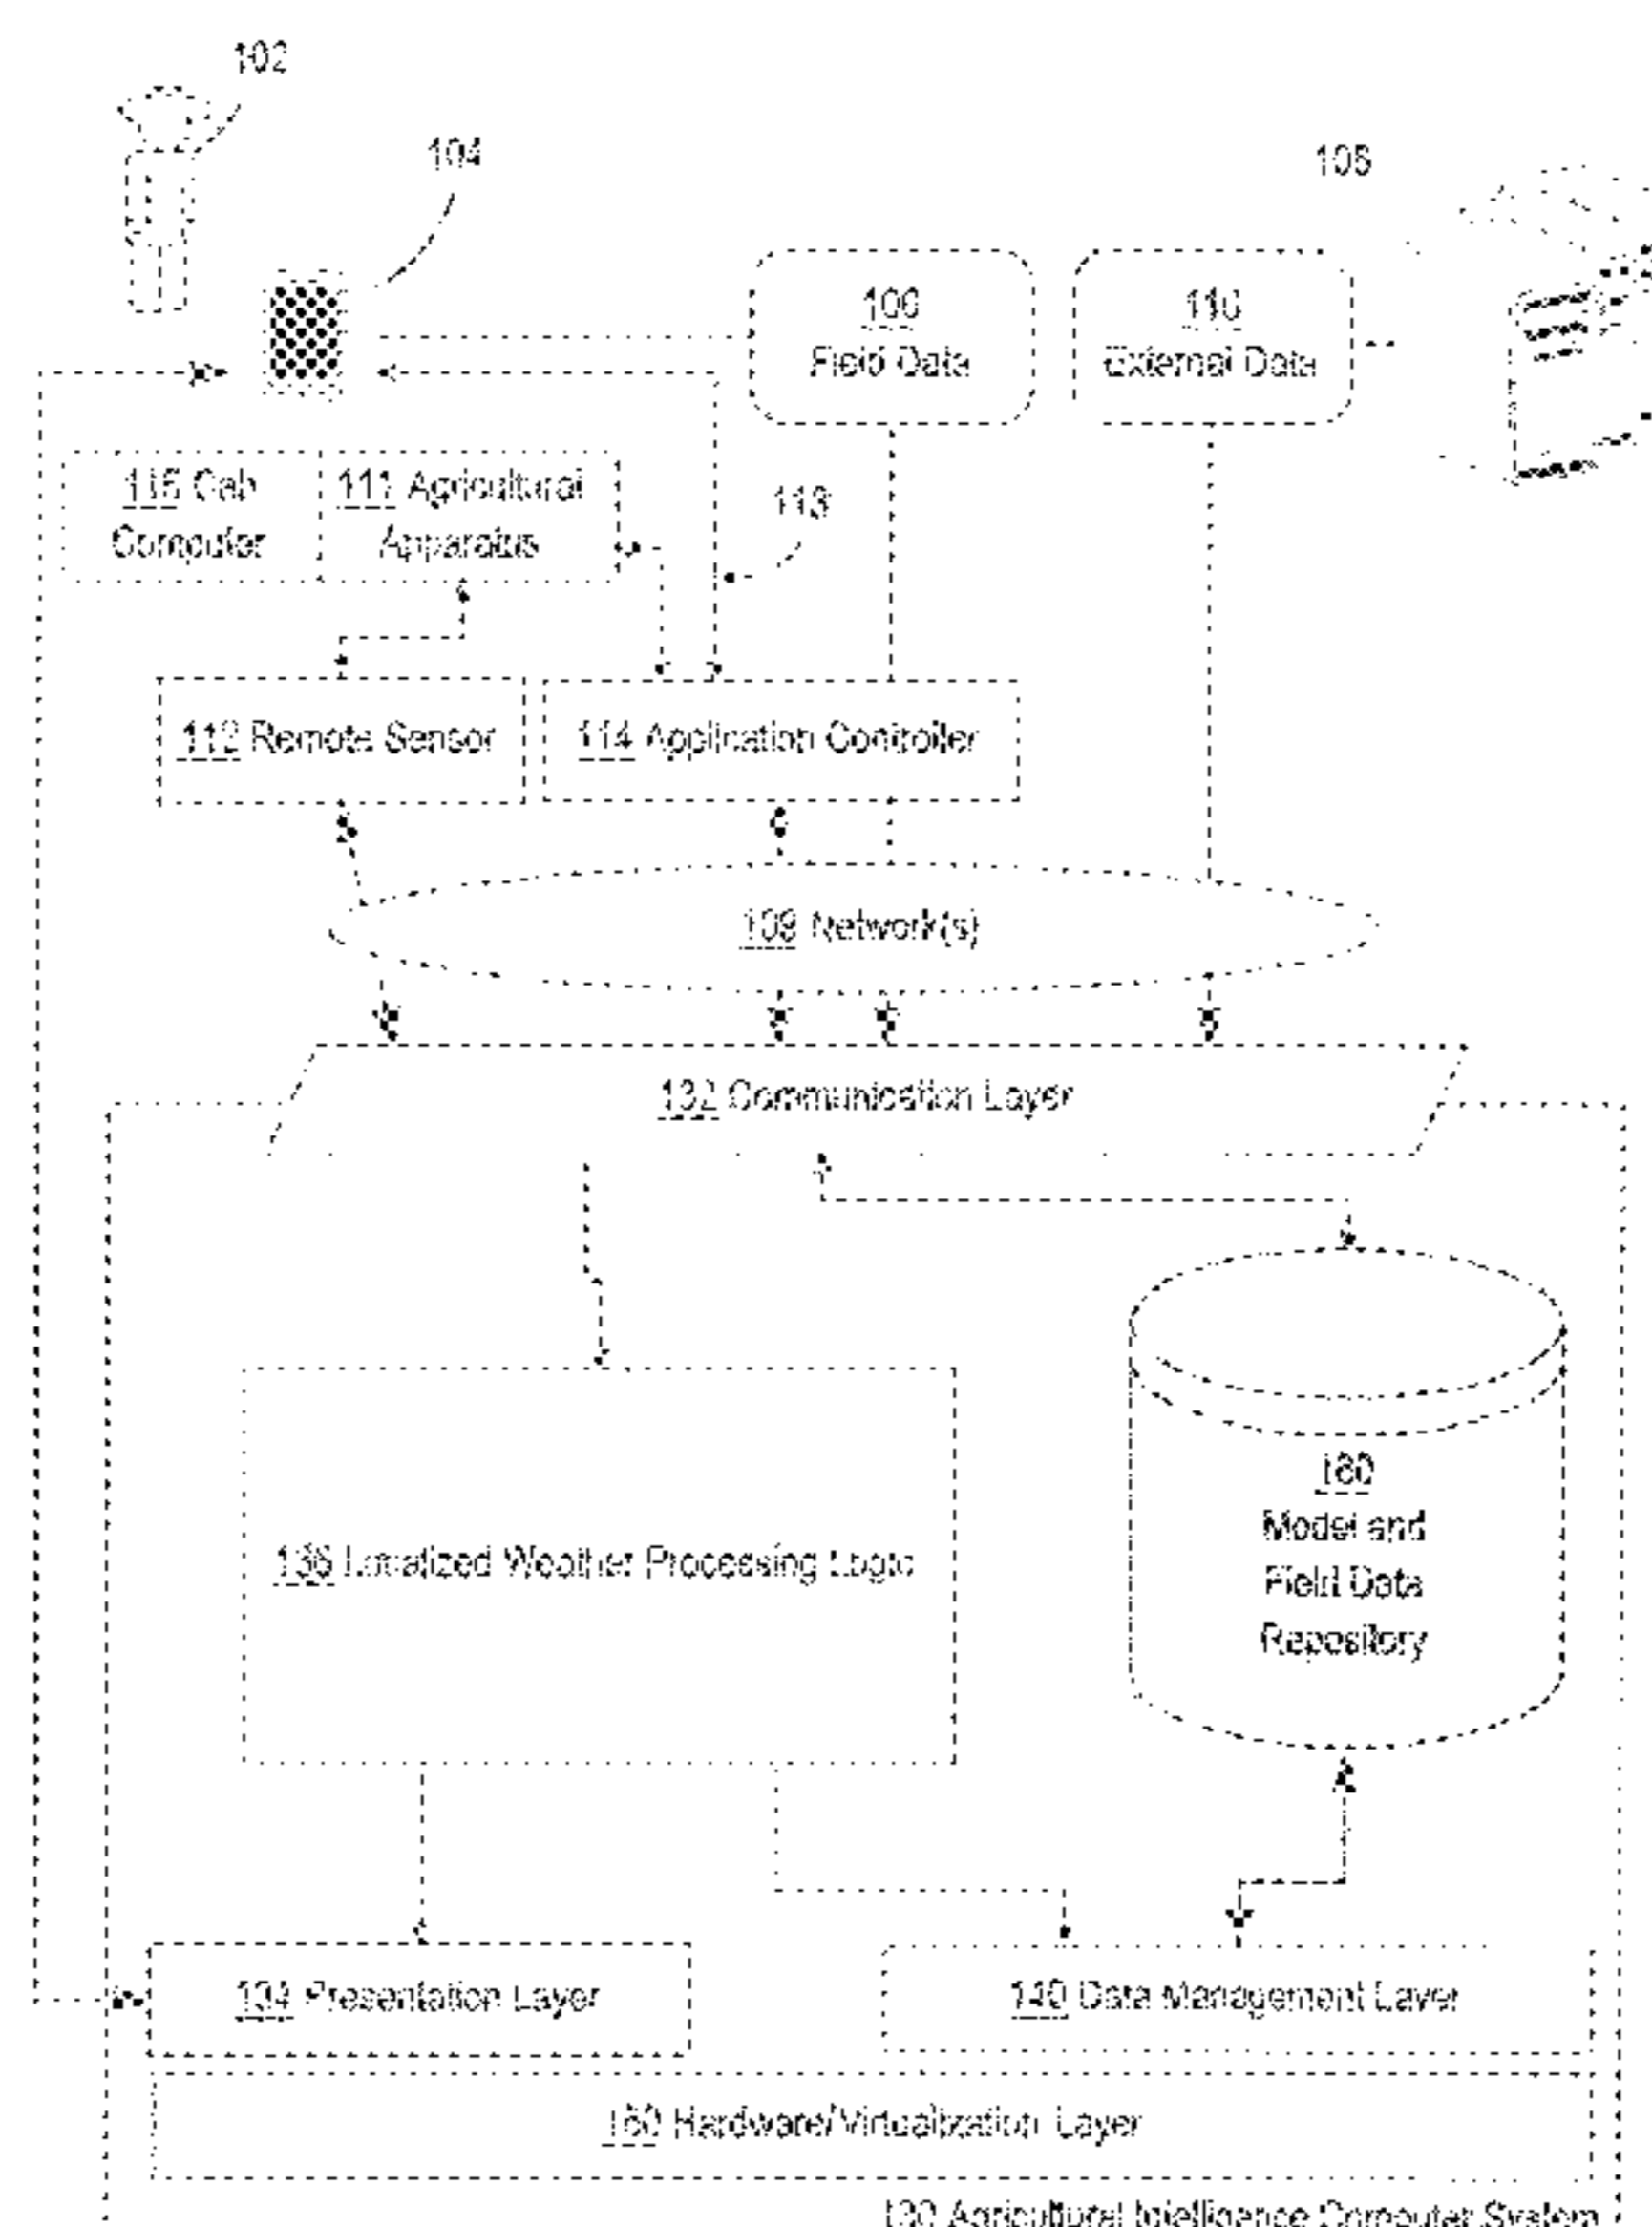 102
104
108
106
Field Data
110
External Data
115 Cab
Computer
111 Agricultural
Apparatus
113
112 Remote Sensor
114 Application Controller
109 Network(s)
132 Communication Layer
160
Model and
Field Data
Repository
136 Localized Weather Processing Logic
134 Presentation Layer
140 Data Management Layer
150 Hardware/Virtualization Layer
130 Agricultural Intelligence Computer System